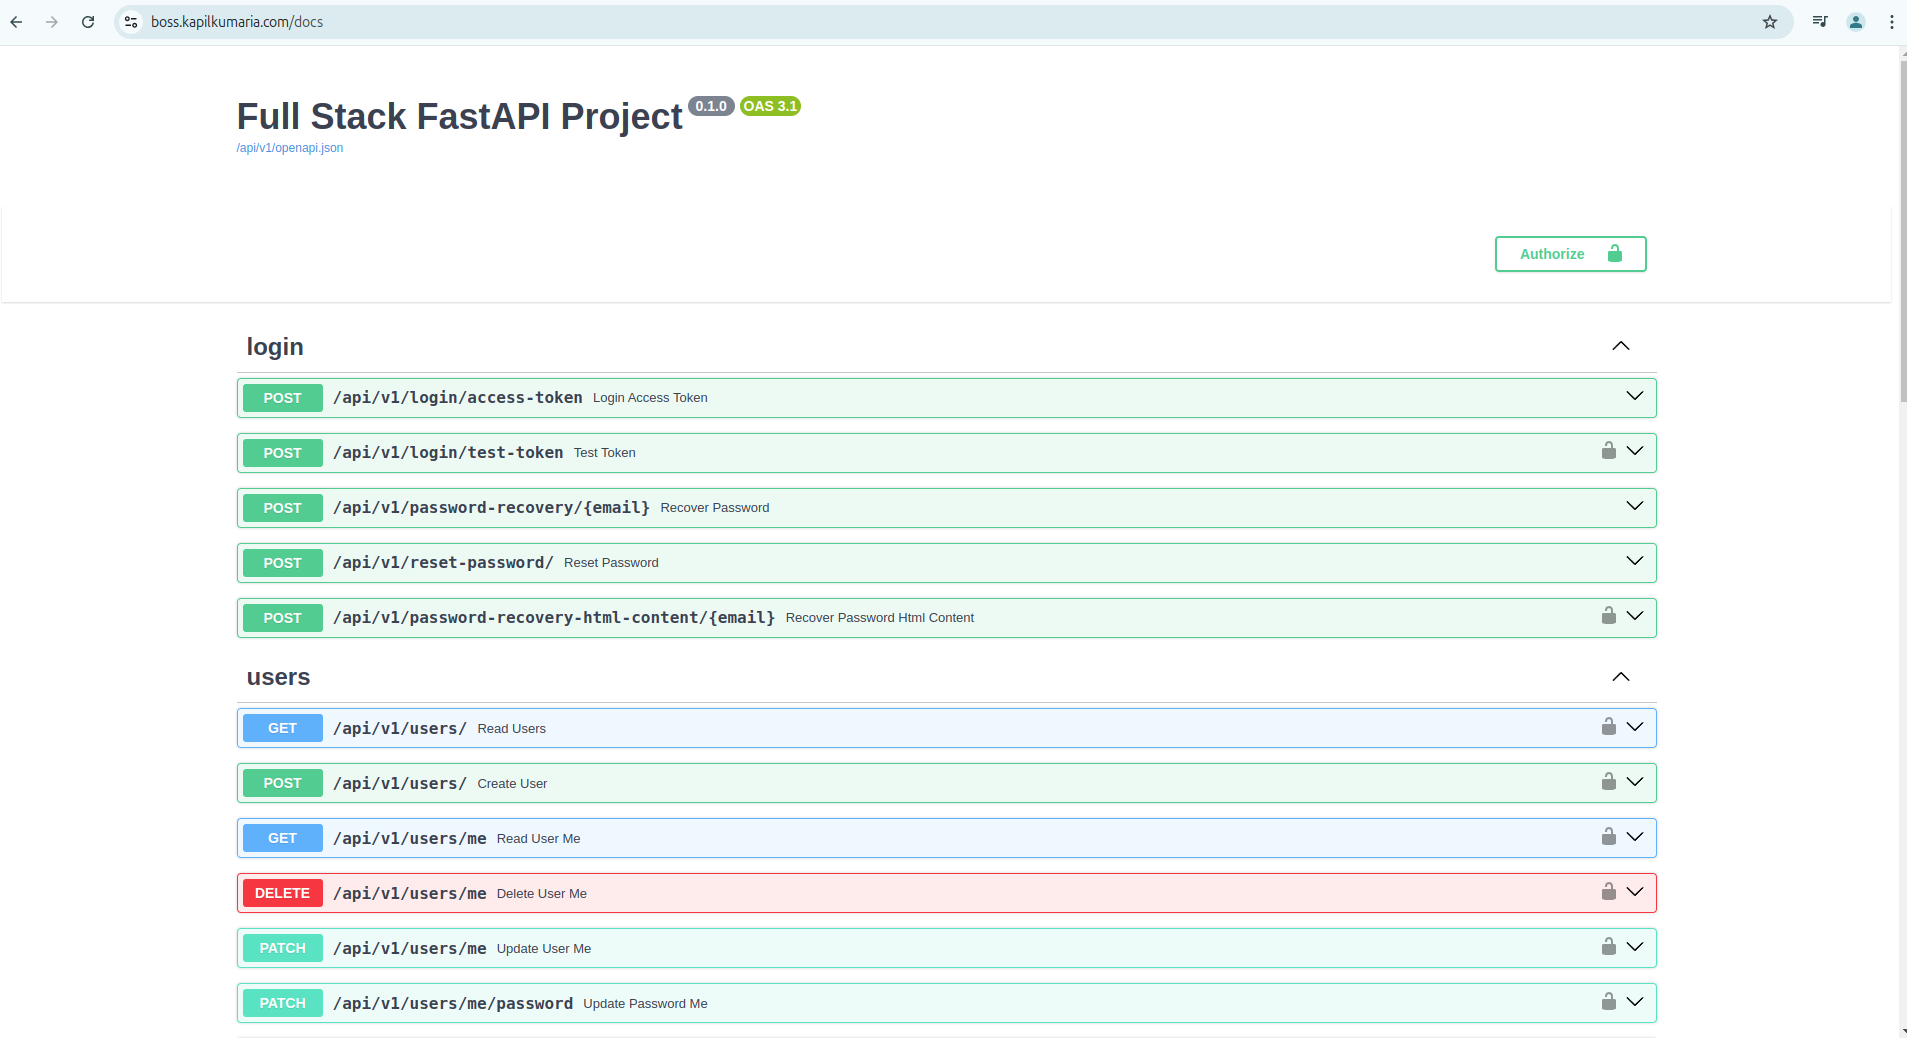 boss.kapilkumaria.com/docs
Full Stack FastAPI Project 0.1.0 OAS 3.1
/api/v1/openapi.json
Authorize
login
POST /api/v1/login/access-token Login Access Token
POST /api/v1/login/test-token Test Token
POST /api/v1/password-recovery/{email} Recover Password
POST /api/v1/reset-password/ Reset Password
POST /api/v1/password-recovery-html-content/{email} Recover Password Html Content
users
GET /api/v1/users/ Read Users
POST /api/v1/users/ Create User
GET /api/v1/users/me Read User Me
DELETE /api/v1/users/me Delete User Me
PATCH /api/v1/users/me Update User Me
PATCH /api/v1/users/me/password Update Password Me